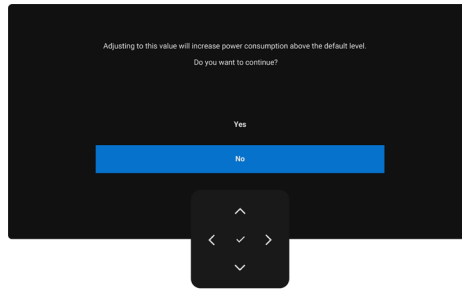 Adjusting to this value will increase power consumption above the default level.
Do you want to continue?
Yes
No